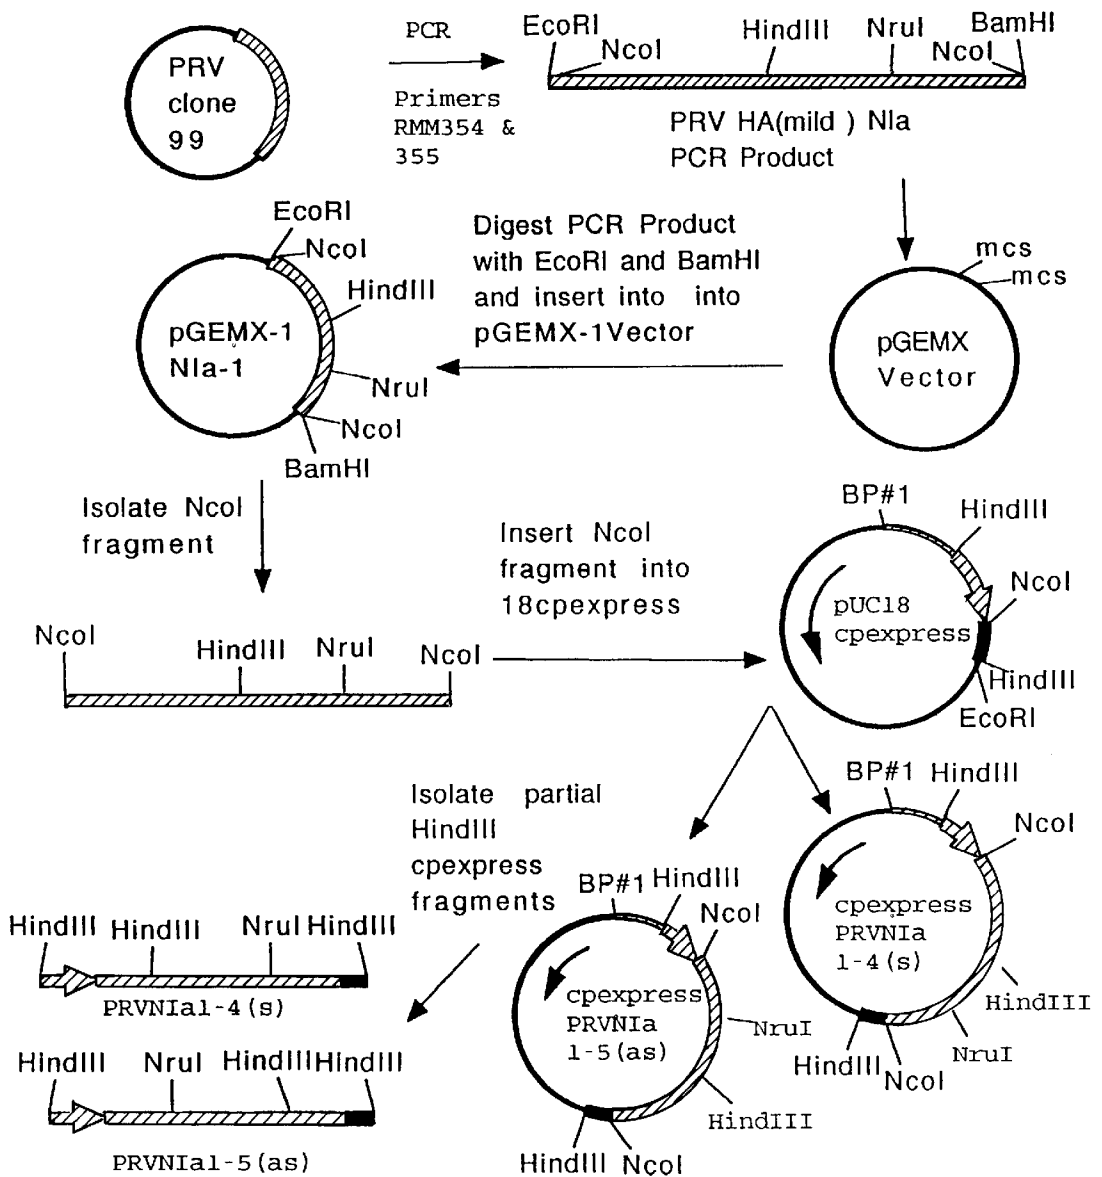 PRV
clone
99
PCR
Primers
RMM354 &
355
EcoRI
NcoI
HindIII
NruI
NcoI
BamHI
PRV HA(mild ) NIa
PCR Product
EcoRI
NcoI
HindIII
pGEMX-1
NIa-1
NruI
NcoI
BamHI
Digest PCR Product
with EcoRI and BamHI
and insert into into
pGEMX-1Vector
mcs
mcs
pGEMX
Vector
Isolate NcoI
fragment
NcoI
HindIII
NruI
NcoI
Insert NcoI
fragment into
18cpexpress
BP#1
HindIII
NcoI
pUC18
cpexpress
HindIII
EcoRI
Isolate partial
HindIII
cpexpress
fragments
BP#1
HindIII
NcoI
cpexpress
PRVNIa
1-4(s)
HindIII
NruI
HindIII
NcoI
BP#1
HindIII
NcoI
cpexpress
PRVNIa
1-5(as)
NruI
HindIII
HindIII
NcoI
HindIII
HindIII
NruI
HindIII
PRVNIa1-4(s)
HindIII
NruI
HindIII
HindIII
PRVNIa1-5(as)